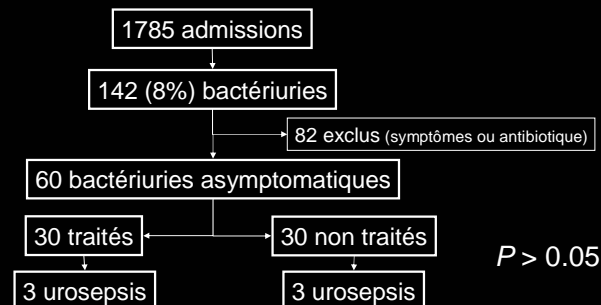 1785 admissions
142 (8%) bactériuries
82 exclus (symptômes ou antibiotique)
60 bactériuries asymptomatiques
30 traités
30 non traités
P > 0.05
3 urosepsis
3 urosepsis